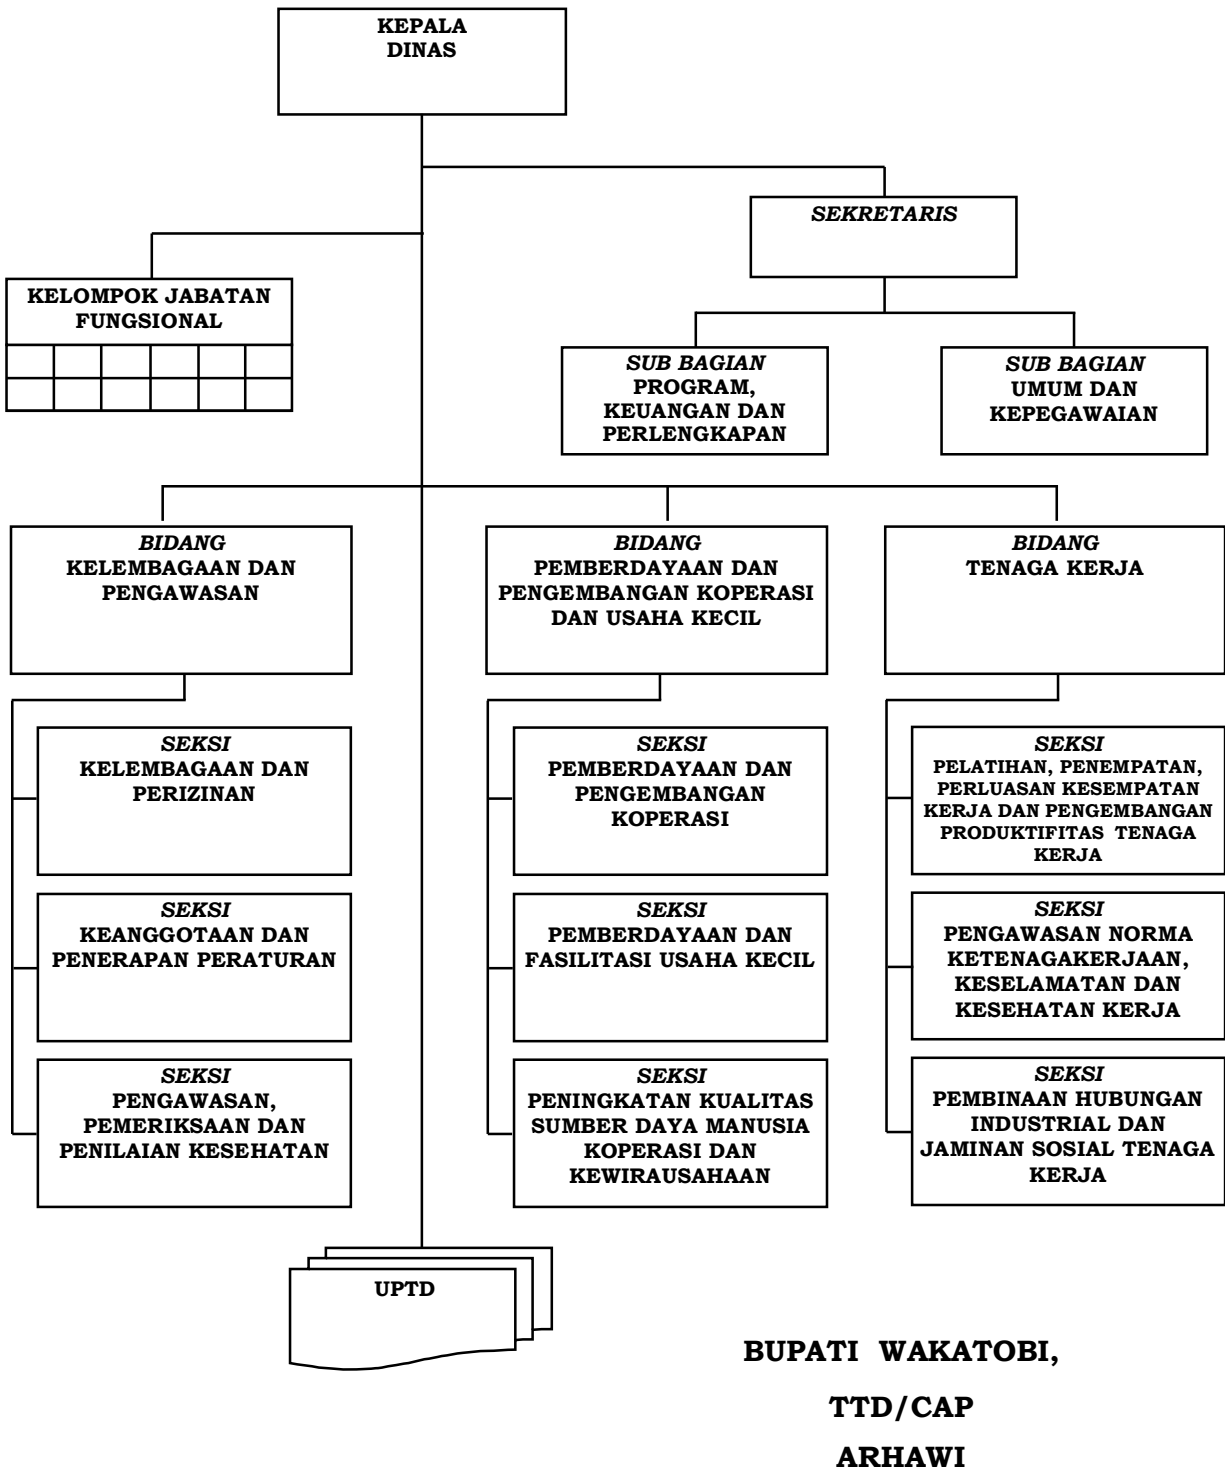 KEPALA
DINAS
SEKRETARIS
KELOMPOK JABATAN
FUNGSIONAL
SUB BAGIAN
PROGRAM,
KEUANGAN DAN
PERLENGKAPAN
SUB BAGIAN
UMUM DAN
KEPEGAWAIAN
BIDANG
KELEMBAGAAN DAN
PENGAWASAN
BIDANG
PEMBERDAYAAN DAN
PENGEMBANGAN KOPERASI
DAN USAHA KECIL
BIDANG
TENAGA KERJA
SEKSI
KELEMBAGAAN DAN
PERIZINAN
SEKSI
PEMBERDAYAAN DAN
PENGEMBANGAN
KOPERASI
SEKSI
PELATIHAN, PENEMPATAN,
PERLUASAN KESEMPATAN
KERJA DAN PENGEMBANGAN
PRODUKTIFITAS TENAGA
KERJA
SEKSI
KEANGGOTAAN DAN
PENERAPAN PERATURAN
SEKSI
PEMBERDAYAAN DAN
FASILITASI USAHA KECIL
SEKSI
PENGAWASAN NORMA
KETENAGAKERJAAN,
KESELAMATAN DAN
KESEHATAN KERJA
SEKSI
PENGAWASAN,
PEMERIKSAAN DAN
PENILAIAN KESEHATAN
SEKSI
PENINGKATAN KUALITAS
SUMBER DAYA MANUSIA
KOPERASI DAN
KEWIRAUSAHAAN
SEKSI
PEMBINAAN HUBUNGAN
INDUSTRIAL DAN
JAMINAN SOSIAL TENAGA
KERJA
UPTD
BUPATI WAKATOBI,
TTD/CAP
ARHAWI